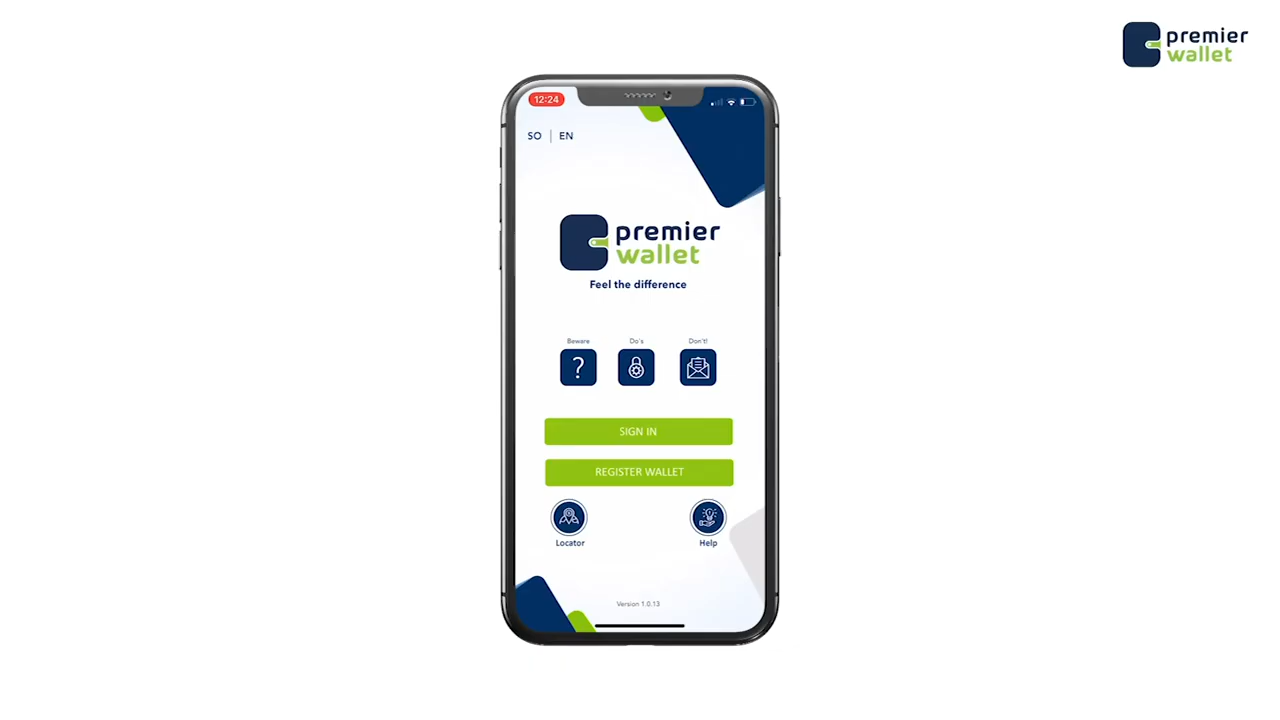 premier
wallet
12:24
SO | EN
premier
wallet
Feel the difference
Beware
Do's
Don't!
SIGN IN
REGISTER WALLET
Locator
Help
Version 1.0.13